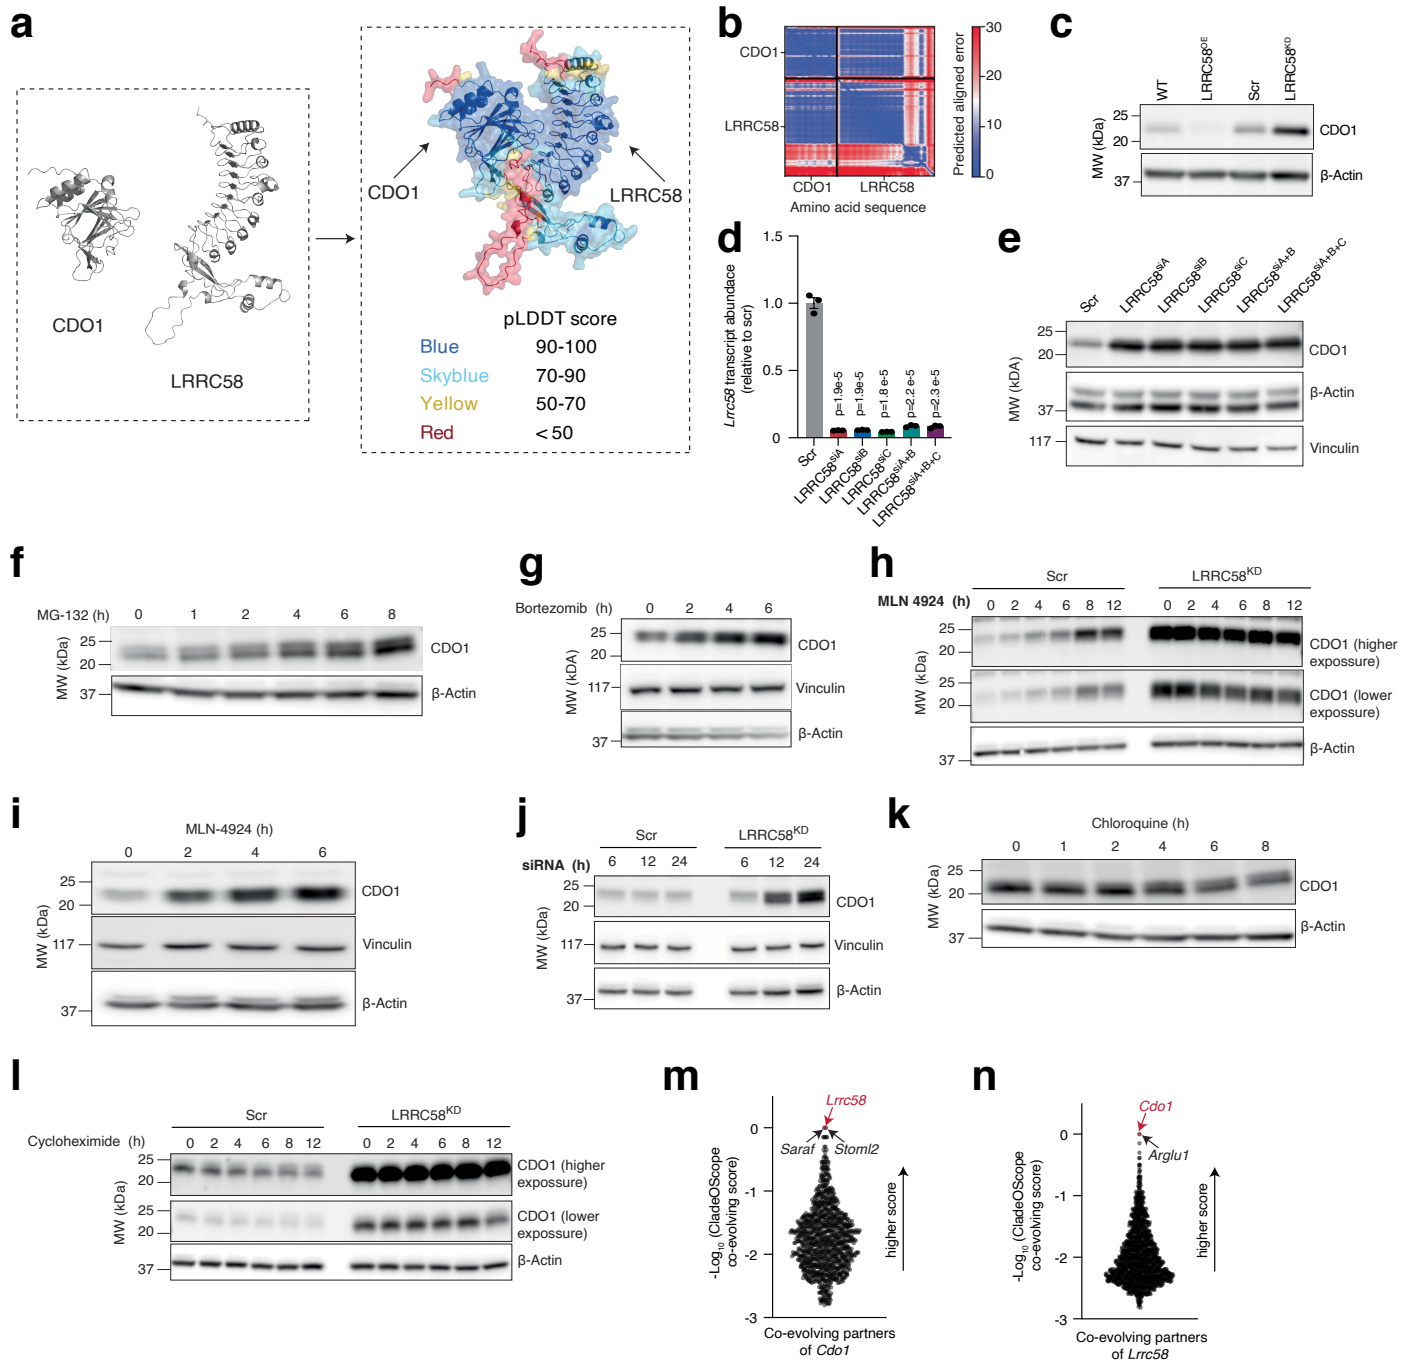 a
CDO1
LRRC58
CDO1
LRRC58
pLDDT score
Blue 90-100
Skyblue 70-90
Yellow 50-70
Red < 50
b
CDO1
LRRC58
CDO1 LRRC58
Amino acid sequence
30
20
10
0
Predicted aligned error
c
WT
LRRC58OE
Scr
LRRC58KD
MW (kDa)
25
20
37
CDO1
β-Actin
d
Lrrc58 transcript abundace
(relative to scr)
1.5
1.0
0.5
0
p=1.9e-5
p=1.9e-5
p=1.8 e-5
p=2.2 e-5
p=2.3 e-5
Scr
LRRC58siA
LRRC58siB
LRRC58siC
LRRC58siA+B
LRRC58siA+B+C
e
Scr
LRRC58siA
LRRC58siB
LRRC58siC
LRRC58siA+B
LRRC58siA+B+C
MW (kDA)
25
20
37
117
CDO1
β-Actin
Vinculin
f
MG-132 (h) 0 1 2 4 6 8
MW (kDa)
25
20
37
CDO1
β-Actin
g
Bortezomib (h) 0 2 4 6
MW (kDA)
25
20
117
37
CDO1
Vinculin
β-Actin
h
Scr LRRC58KD
MLN 4924 (h) 0 2 4 6 8 12 0 2 4 6 8 12
MW (kDa)
25
20
25
20
37
CDO1 (higher
expossure)
CDO1 (lower
expossure)
β-Actin
i
MLN-4924 (h)
0 2 4 6
MW (kDa)
25
20
117
37
CDO1
Vinculin
β-Actin
j
Scr LRRC58KD
siRNA (h) 6 12 24 6 12 24
MW (kDa)
25
20
117
37
CDO1
Vinculin
β-Actin
k
Chloroquine (h)
0 1 2 4 6 8
MW (kDa)
25
20
37
CDO1
β-Actin
l
Scr LRRC58KD
Cycloheximide (h) 0 2 4 6 8 12 0 2 4 6 8 12
MW (kDa)
25
20
25
20
37
CDO1 (higher
expossure)
CDO1 (lower
expossure)
β-Actin
m
Lrrc58
Saraf Stoml2
-Log10 (CladeOScope
co-evolving score)
0
-1
-2
-3
higher score
Co-evolving partners
of Cdo1
n
Cdo1
Arglu1
-Log10 (CladeOScope
co-evolving score)
0
-1
-2
-3
higher score
Co-evolving partners
of Lrrc58